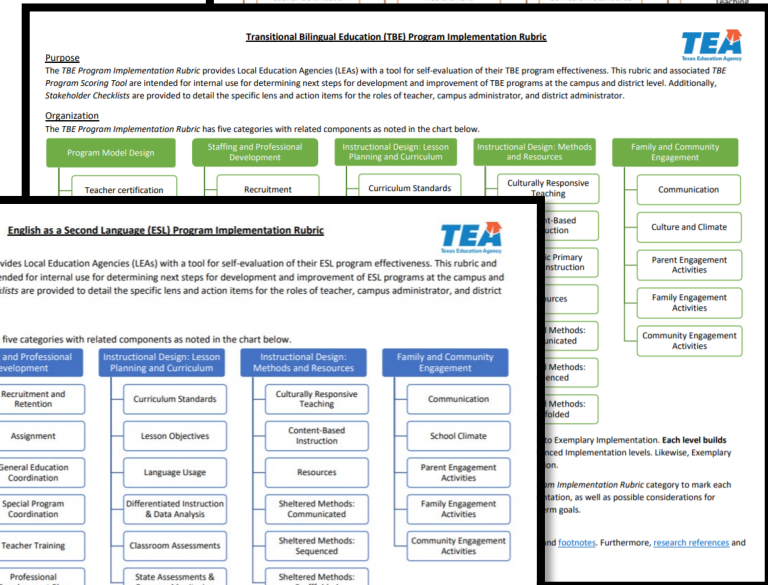 Teaching
Transitional Bilingual Education (TBE) Program Implementation Rubric
TEA
Texas Education Agency
Purpose
The TBE Program Implementation Rubric provides Local Education Agencies (LEAs) with a tool for self-evaluation of their TBE program effectiveness. This rubric and associated TBE
Program Scoring Tool are intended for internal use for determining next steps for development and improvement of TBE programs at the campus and district level. Additionally,
Stakeholder Checklists are provided to detail the specific lens and action items for the roles of teacher, campus administrator, and district administrator.
Organization
The TBE Program Implementation Rubric has five categories with related components as noted in the chart below.
Program Model Design
Teacher certification
Staffing and Professional
Development
Recruitment
Instructional Design: Lesson
Planning and Curriculum
Curriculum Standards
Instructional Design: Methods
and Resources
Culturally Responsive
Teaching
nt-Based
uction
c Primary
nstruction
urces
Methods:
unicated
Methods:
enced
Methods:
folded
Family and Community
Engagement
Communication
Culture and Climate
Parent Engagement
Activities
Family Engagement
Activities
Community Engagement
Activities
to Exemplary Implementation. Each level builds
nced Implementation levels. Likewise, Exemplary
on.
am Implementation Rubric category to mark each
ntation, as well as possible considerations for
rm goals.
nd footnotes. Furthermore, research references and
English as a Second Language (ESL) Program Implementation Rubric
TEA
Texas Education Agency
vides Local Education Agencies (LEAs) with a tool for self-evaluation of their ESL program effectiveness. This rubric and
ended for internal use for determining next steps for development and improvement of ESL programs at the campus and
klists are provided to detail the specific lens and action items for the roles of teacher, campus administrator, and district
five categories with related components as noted in the chart below.
and Professional
evelopment
Recruitment and
Retention
Assignment
General Education
Coordination
Special Program
Coordination
Teacher Training
Professional
Instructional Design: Lesson
Planning and Curriculum
Curriculum Standards
Lesson Objectives
Language Usage
Differentiated Instruction
& Data Analysis
Classroom Assessments
State Assessments &
Instructional Design:
Methods and Resources
Culturally Responsive
Teaching
Content-Based
Instruction
Resources
Sheltered Methods:
Communicated
Sheltered Methods:
Sequenced
Sheltered Methods:
Family and Community
Engagement
Communication
School Climate
Parent Engagement
Activities
Family Engagement
Activities
Community Engagement
Activities